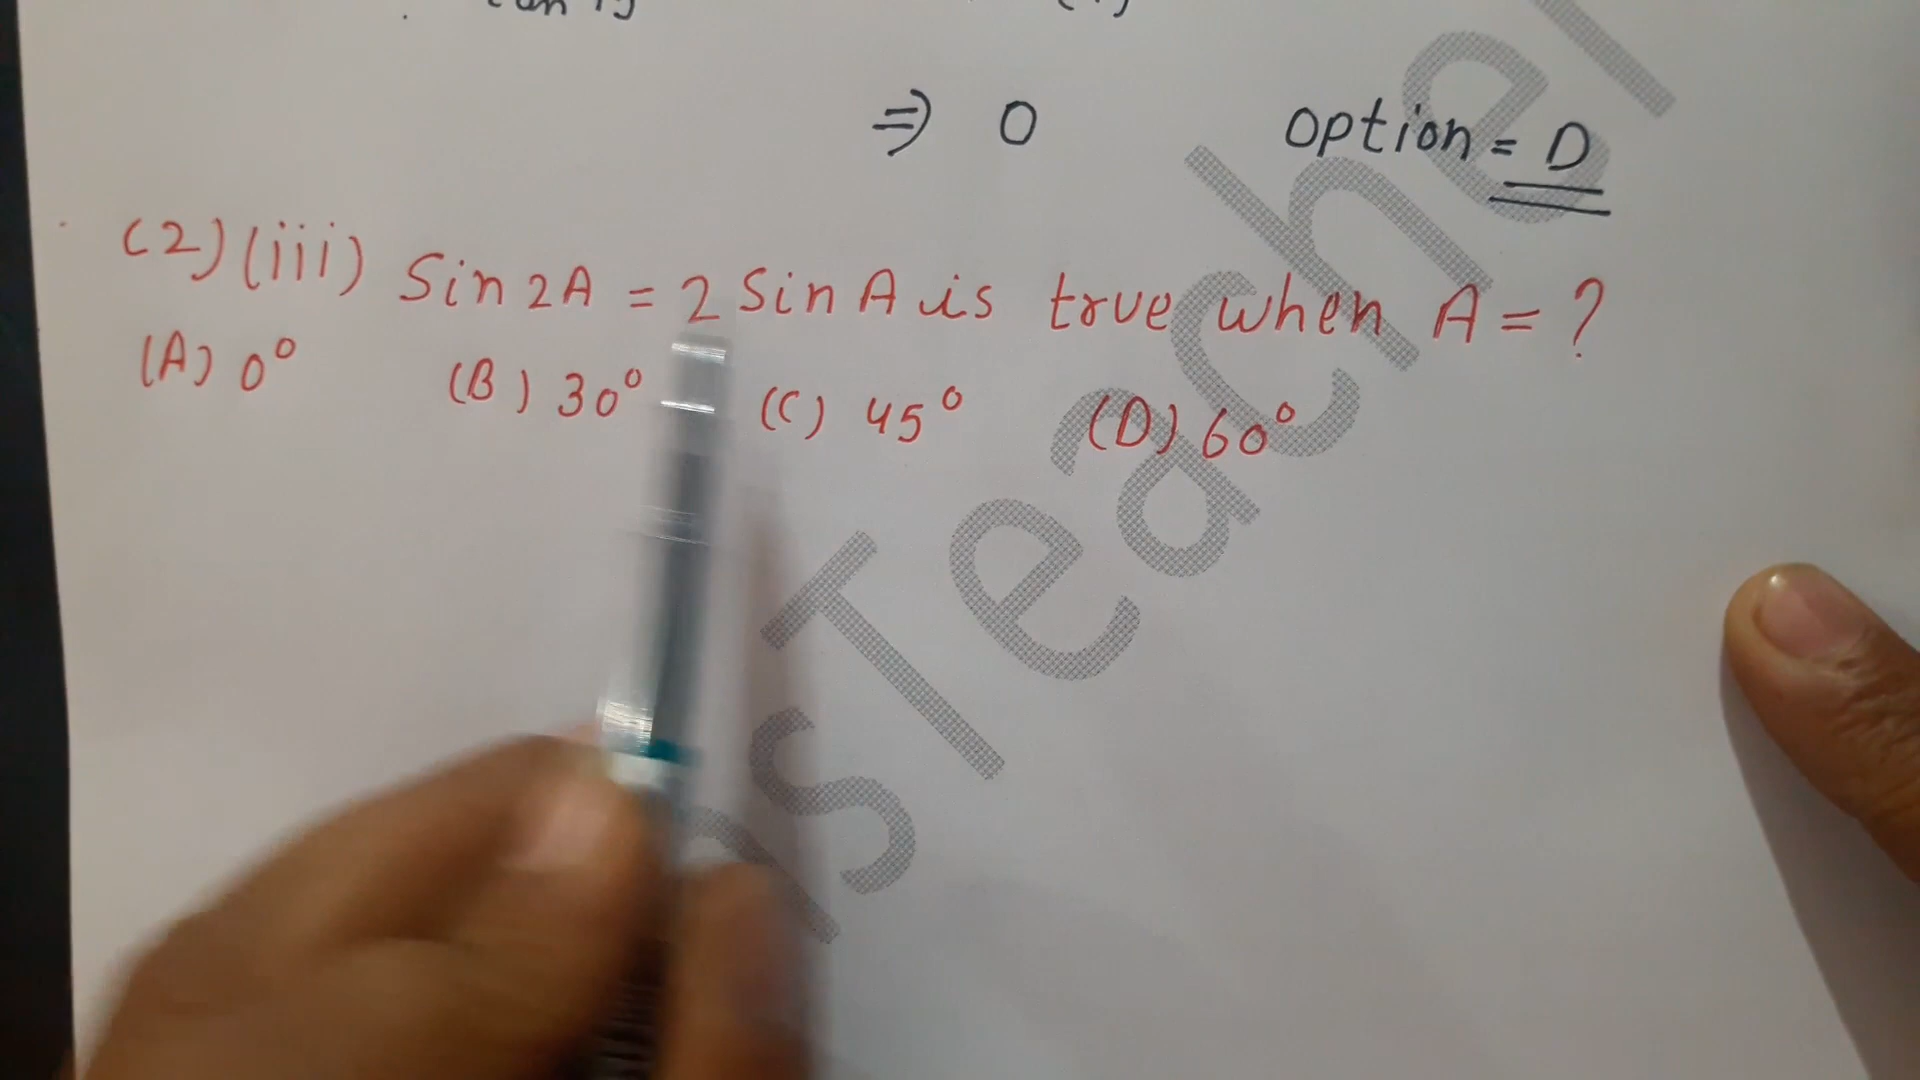 ⇒ 0 option = D
(2)(iii) Sin 2A = 2 Sin A is true when A = ?
(A) 0° (B) 30° (C) 45° (D) 60°